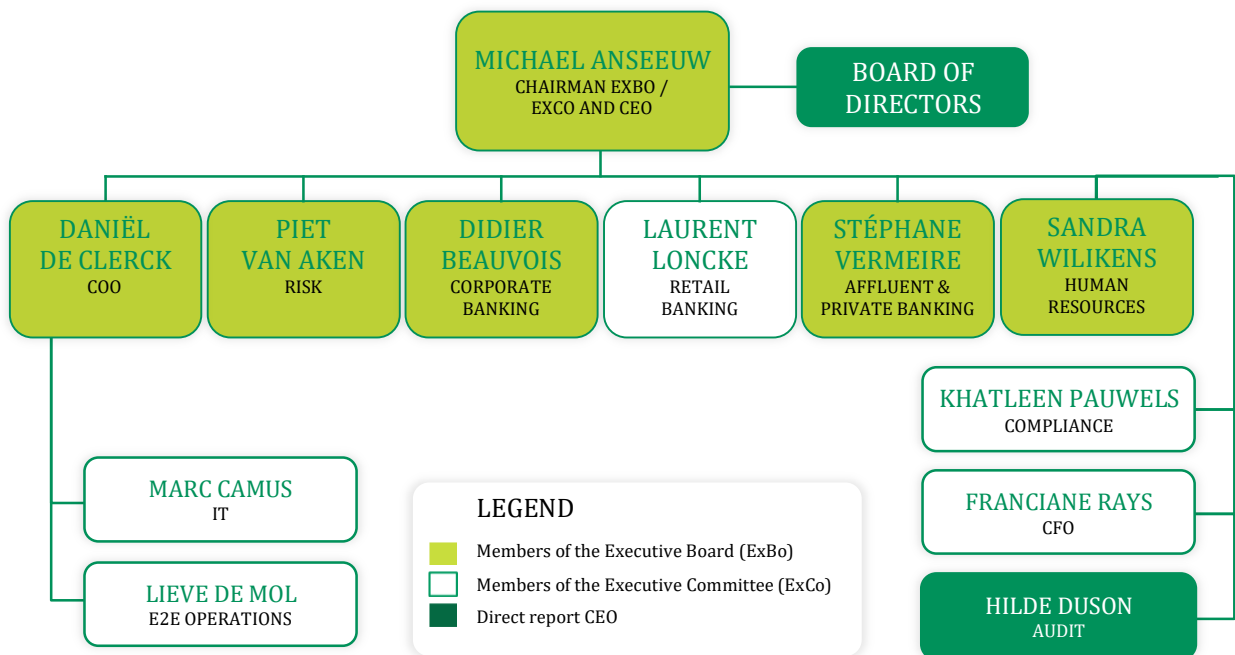 MICHAEL ANSEEUW
CHAIRMAN EXBO /
EXCO AND CEO
BOARD OF
DIRECTORS
DANIËL
DE CLERCK
COO
PIET
VAN AKEN
RISK
DIDIER
BEAUVOIS
CORPORATE
BANKING
LAURENT
LONCKE
RETAIL
BANKING
STÉPHANE
VERMEIRE
AFFLUENT &
PRIVATE BANKING
SANDRA
WILIKENS
HUMAN
RESOURCES
KHATLEEN PAUWELS
COMPLIANCE
MARC CAMUS
IT
FRANCIANE RAYS
CFO
LIEVE DE MOL
E2E OPERATIONS
HILDE DUSON
AUDIT
LEGEND
Members of the Executive Board (ExBo)
Members of the Executive Committee (ExCo)
Direct report CEO